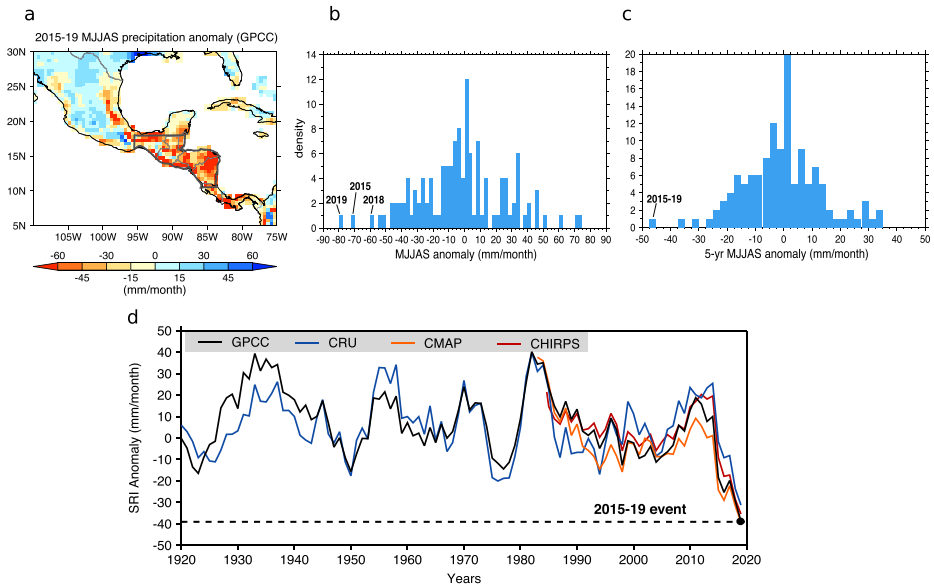 a
2015-19 MJJAS precipitation anomaly (GPCC)
30N
25N
20N
15N
10N
5N
105W 100W 95W 90W 85W 80W 75W
-60 -30 0 30 60
-45 -15 15 45
(mm/month)
b
14
12
10
8
6
4
2
0
density
2019
2015
2018
-90 -80 -70 -60 -50 -40 -30 -20 -10 0 10 20 30 40 50 60 70 80 90
MJJAS anomaly (mm/month)
c
20
18
16
14
12
10
8
6
4
2
0
2015-19
-50 -40 -30 -20 -10 0 10 20 30 40 50
5-yr MJJAS anomaly (mm/month)
d
50
40
30
20
10
0
-10
-20
-30
-40
-50
SRI Anomaly (mm/month)
GPCC CRU CMAP CHIRPS
2015-19 event
1920 1930 1940 1950 1960 1970 1980 1990 2000 2010 2020
Years